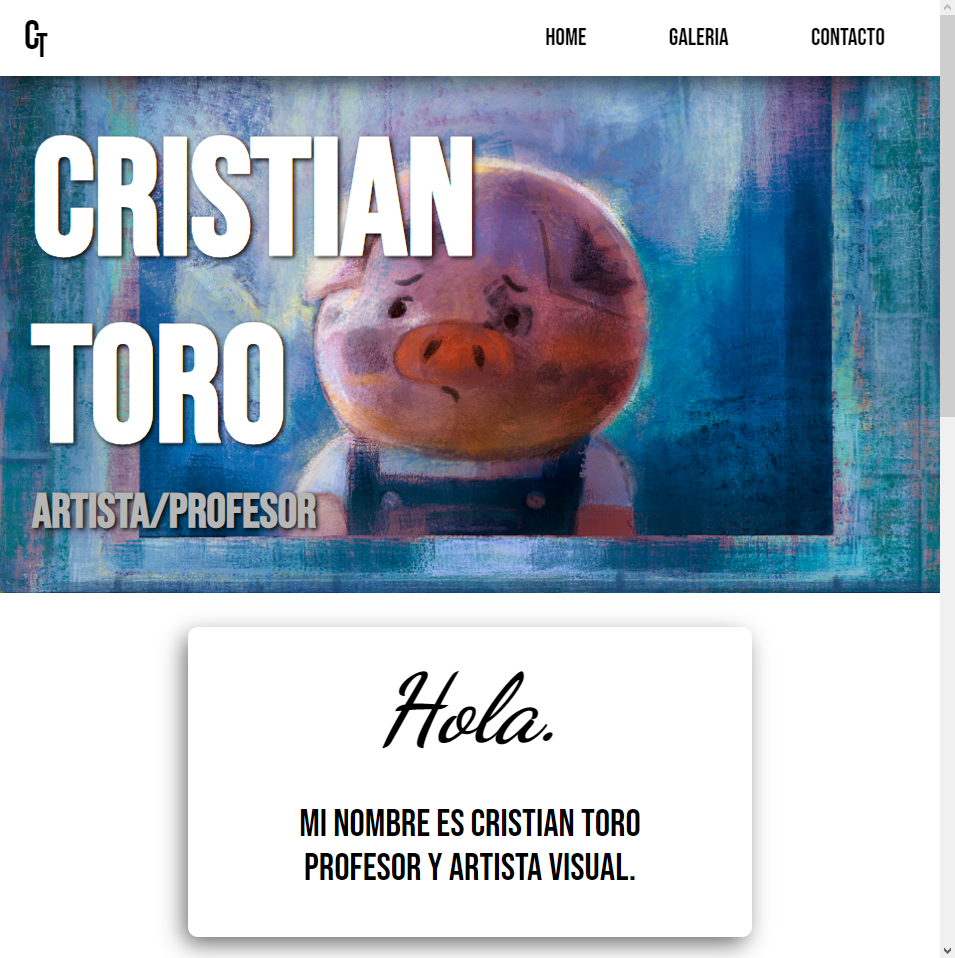 CT
HOME
GALERIA
CONTACTO
CRISTIAN
TORO
ARTISTA/PROFESOR
Hola.
MI NOMBRE ES CRISTIAN TORO
PROFESOR Y ARTISTA VISUAL.